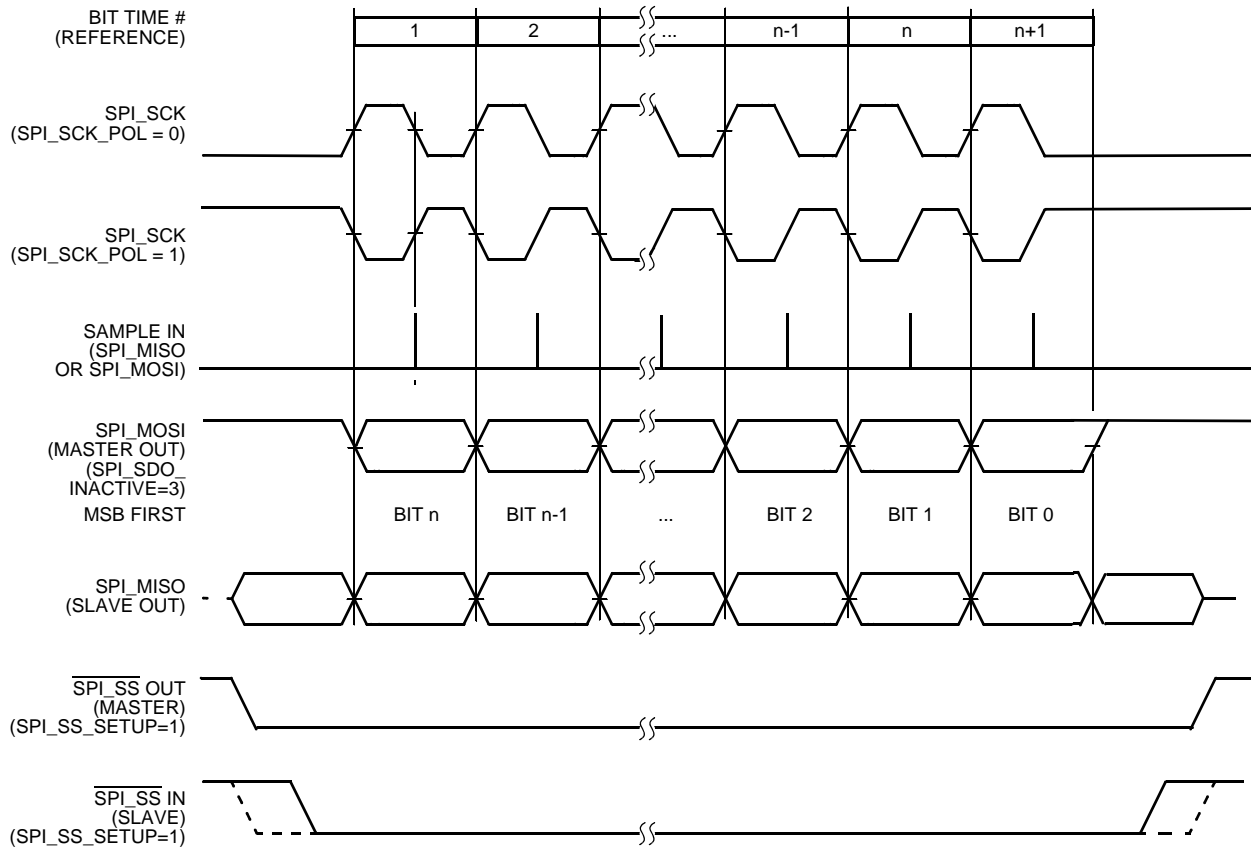 BIT TIME #
(REFERENCE)
1 2 ... n-1 n n+1
SPI_SCK
(SPI_SCK_POL = 0)
SPI_SCK
(SPI_SCK_POL = 1)
SAMPLE IN
(SPI_MISO
OR SPI_MOSI)
SPI_MOSI
(MASTER OUT)
(SPI_SDO_
INACTIVE=3)
MSB FIRST
BIT n BIT n-1 ... BIT 2 BIT 1 BIT 0
SPI_MISO
(SLAVE OUT)
SPI_SS OUT
(MASTER)
(SPI_SS_SETUP=1)
SPI_SS IN
(SLAVE)
(SPI_SS_SETUP=1)